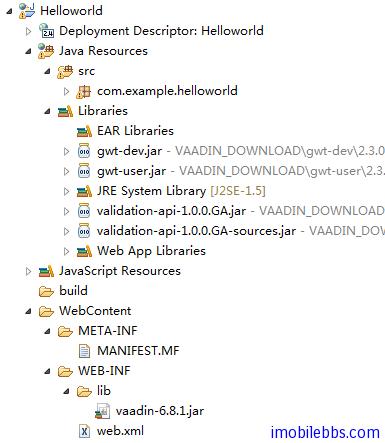 Helloworld
Deployment Descriptor: Helloworld
Java Resources
src
com.example.helloworld
Libraries
EAR Libraries
gwt-dev.jar - VAADIN_DOWNLOAD\gwt-dev\2.3.0
gwt-user.jar - VAADIN_DOWNLOAD\gwt-user\2.3.
JRE System Library [J2SE-1.5]
validation-api-1.0.0.GA.jar - VAADIN_DOWNLOAD
validation-api-1.0.0.GA-sources.jar - VAADIN_DOW
Web App Libraries
JavaScript Resources
build
WebContent
META-INF
MANIFEST.MF
WEB-INF
lib
vaadin-6.8.1.jar
web.xml
imobilebbs.com